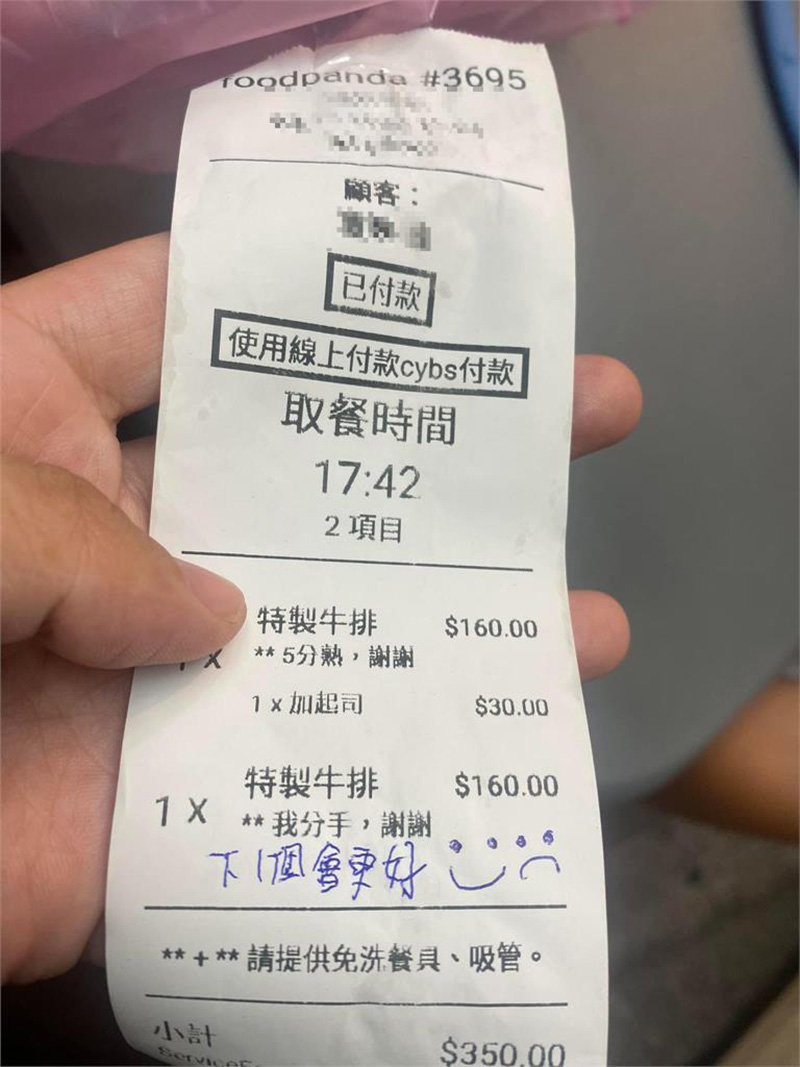 foodpanda #3695
顧客：
已付款
使用線上付款cybs付款
取餐時間
17:42
2 項目
1 X 特製牛排 $160.00
** 5分熟，謝謝
1 x 加起司 $30.00
1 X 特製牛排 $160.00
** 我分手，謝謝
下1個會更好
** + ** 請提供免洗餐具、吸管。
小計 $350.00